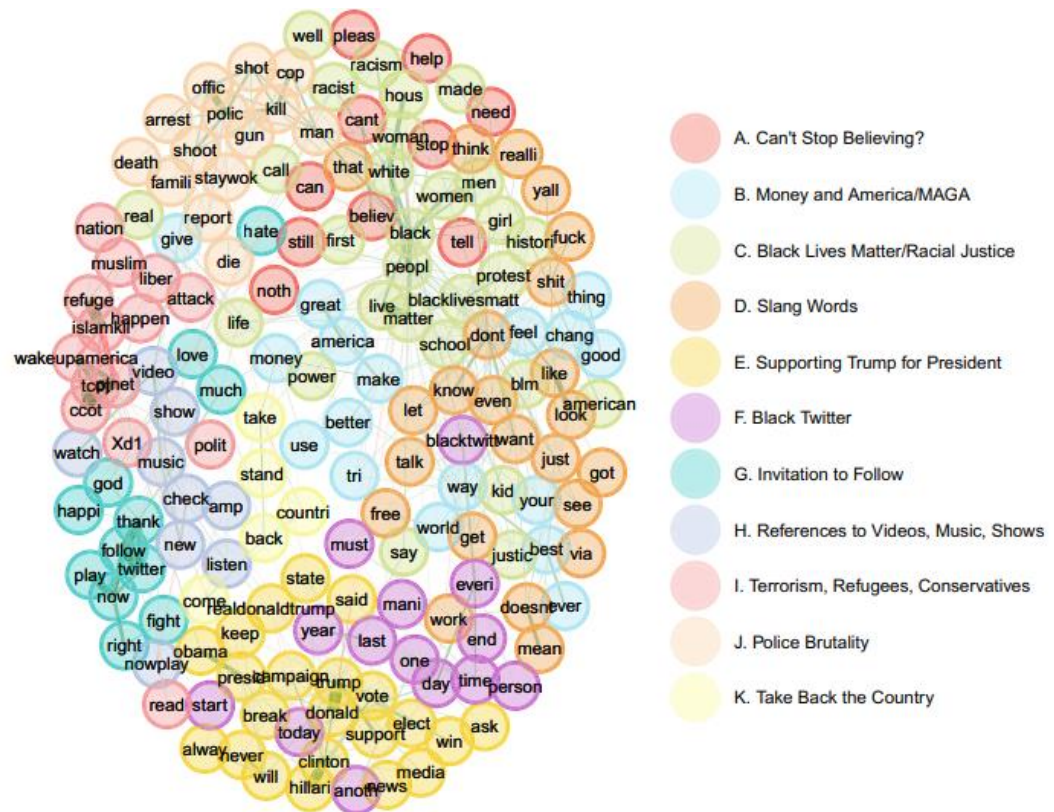 well
pleas
help
shot
cop
racism
offic
racist
hous
made
arrest
polic
kill
need
gun
man
cant
woman
stop
think
realli
death
shoot
call
that
white
famili
staywok
can
men
yall
women
real
report
believ
girl
nation
give
hate
still
first
black
tell
histori
fuck
muslim
die
peopl
protest
shit
liber
attack
noth
great
live
blacklivesmatt
thing
refuge
happen
matter
islamkil
life
america
dont
feel
chang
good
wakeupamerica
video
love
money
school
tcot
pjnet
much
power
make
know
even
blm
like
american
ccot
show
take
better
let
look
watch
Xd1
polit
use
blacktwitt
want
music
talk
just
got
god
stand
tri
way
kid
your
see
happi
check
amp
countri
free
thank
world
follow
new
back
must
say
get
justic
best
via
play
twitter
listen
now
state
everi
come
realdonaldtrump
said
mani
doesnt
ever
fight
keep
year
work
right
obama
last
end
mean
nowplay
presid
campaign
trump
one
read
start
vote
day
time
person
break
donald
elect
today
support
ask
alway
never
clinton
win
will
media
hillari
anoth
news
A. Can't Stop Believing?
B. Money and America/MAGA
C. Black Lives Matter/Racial Justice
D. Slang Words
E. Supporting Trump for President
F. Black Twitter
G. Invitation to Follow
H. References to Videos, Music, Shows
I. Terrorism, Refugees, Conservatives
J. Police Brutality
K. Take Back the Country